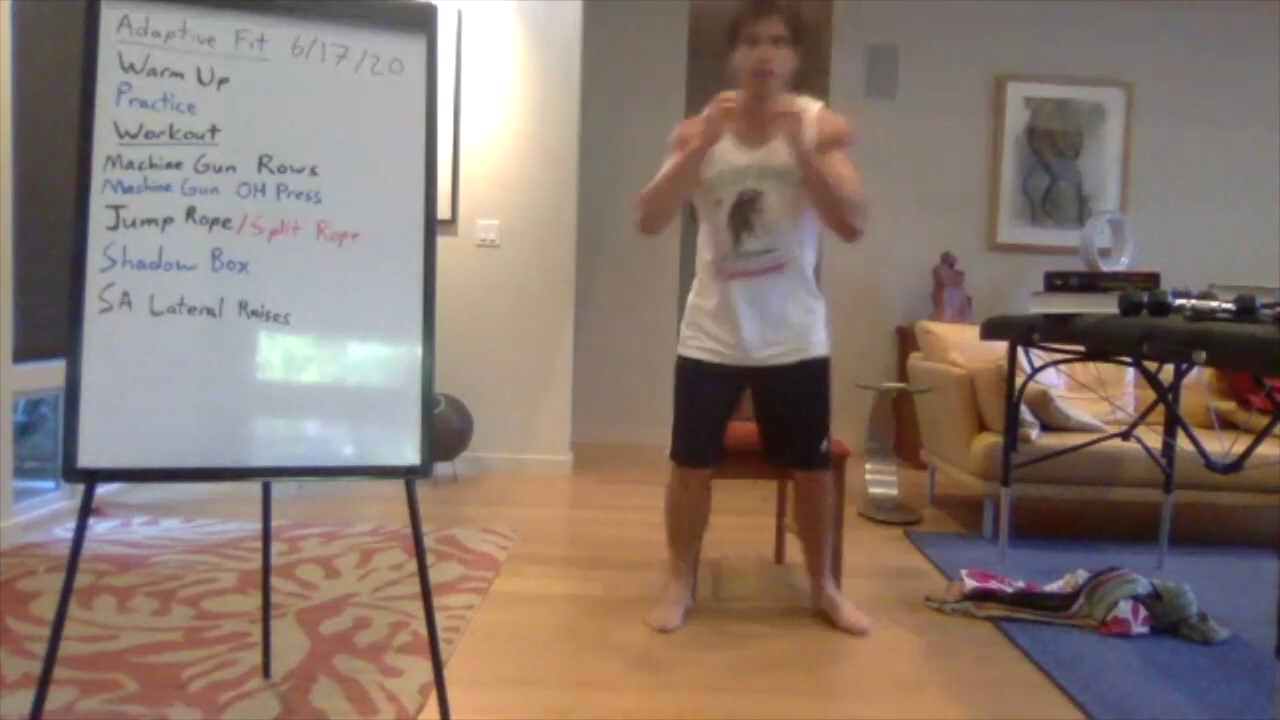 Adaptive Fit 6/17/20
Warm Up
Practice
Workout
Machine Gun Rows
Machine Gun OH Press
Jump Rope/Split Rope
Shadow Box
SA Lateral Raises